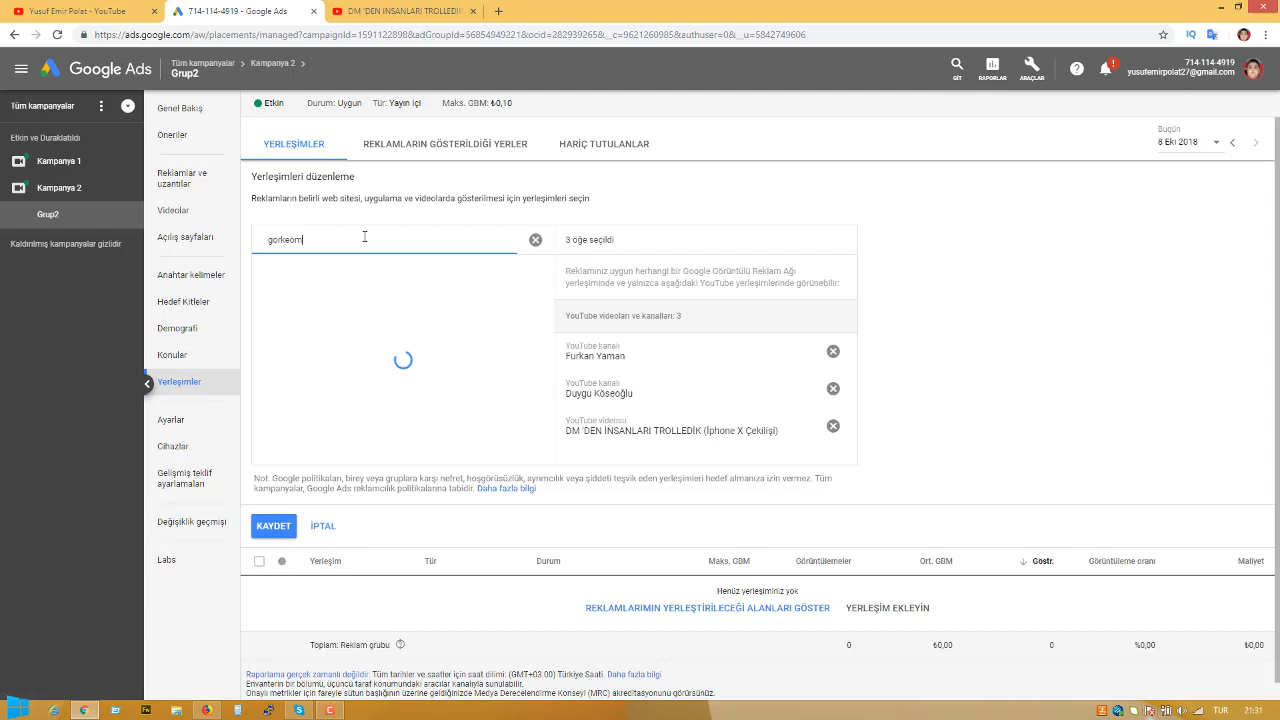 Yusuf Emir Polat - YouTube
714-114-4919 - Google Ads
DM 'DEN İNSANLARI TROLLEDİK
https://ads.google.com/aw/placements/managed?campaignId=1591122898&adGroupId=56854949221&ocid=282939265&__c=9621260985&authuser=0&__u=5842749606
Google Ads
Tüm kampanyalar > Kampanya 2 >
Grup2
GİT
RAPORLAR
ARAÇLAR
714-114-4919
yusufemirpolat27@gmail.com
Tüm kampanyalar
Etkin ve Duraklatıldı
Kampanya 1
Kampanya 2
Grup2
Kaldırılmış kampanyalar gizlidir
Genel Bakış
Öneriler
Reklamlar ve
uzantılar
Videolar
Açılış sayfaları
Anahtar kelimeler
Hedef Kitleler
Demografi
Konular
Yerleşimler
Ayarlar
Cihazlar
Gelişmiş teklif
ayarlamaları
Değişiklik geçmişi
Labs
Etkin Durum: Uygun Tür: Yayın İçi Maks. GBM: ₺0,10
YERLEŞİMLER REKLAMLARIN GÖSTERİLDİĞİ YERLER HARİÇ TUTULANLAR
Bugün
8 Eki 2018
Yerleşimleri düzenleme
Reklamların belirli web sitesi, uygulama ve videolarda gösterilmesi için yerleşimleri seçin
gorkeöm
3 öğe seçildi
Reklamınız uygun herhangi bir Google Görüntülü Reklam Ağı
yerleşiminde ve yalnızca aşağıdaki YouTube yerleşimlerinde görünebilir:
YouTube videoları ve kanalları: 3
YouTube kanalı
Furkan Yaman
YouTube kanalı
Duygu Köseoğlu
YouTube videosu
DM 'DEN İNSANLARI TROLLEDİK (İphone X Çekilişi)
Not. Google politikaları, birey veya gruplara karşı nefret, hoşgörüsüzlük, ayrımcılık veya şiddeti teşvik eden yerleşimleri hedef almanıza izin vermez. Tüm
kampanyalar, Google Ads reklamcılık politikalarına tabidir. Daha fazla bilgi
KAYDET İPTAL
Yerleşim Tür Durum Maks. GBM Görüntülemeler Ort. GBM Göstr. Görüntüleme oranı Maliyet
Henüz yerleşiminiz yok
REKLAMLARIMIN YERLEŞTİRİLECEĞİ ALANLARI GÖSTER YERLEŞİM EKLEYİN
Toplam: Reklam grubu 0 ₺0,00 0 %0,00 ₺0,00
Raporlama gerçek zamanlı değildir. Tüm tarihler ve saatler için saat dilimi: (GMT+03:00) Türkiye Saati. Daha fazla bilgi
Envanterin bir bölümü, üçüncü taraf konumundaki aracılar kanalıyla sunulabilir.
Onaylı metrikler için fareyle sütun başlığının üzerine geldiğinizde Medya Derecelendirme Konseyi (MRC) akreditasyonunu görürsünüz.
TUR 21:31